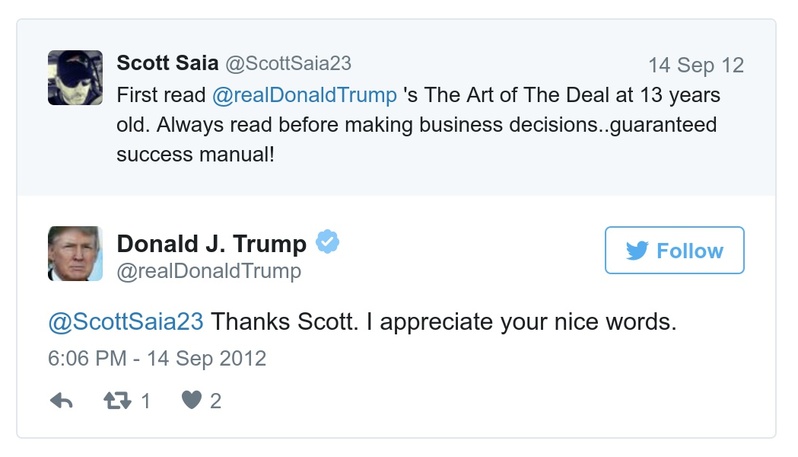 Scott Saia @ScottSaia23 14 Sep 12
First read @realDonaldTrump 's The Art of The Deal at 13 years
old. Always read before making business decisions..guaranteed
success manual!
Donald J. Trump
@realDonaldTrump
Follow
@ScottSaia23 Thanks Scott. I appreciate your nice words.
6:06 PM - 14 Sep 2012
1 2